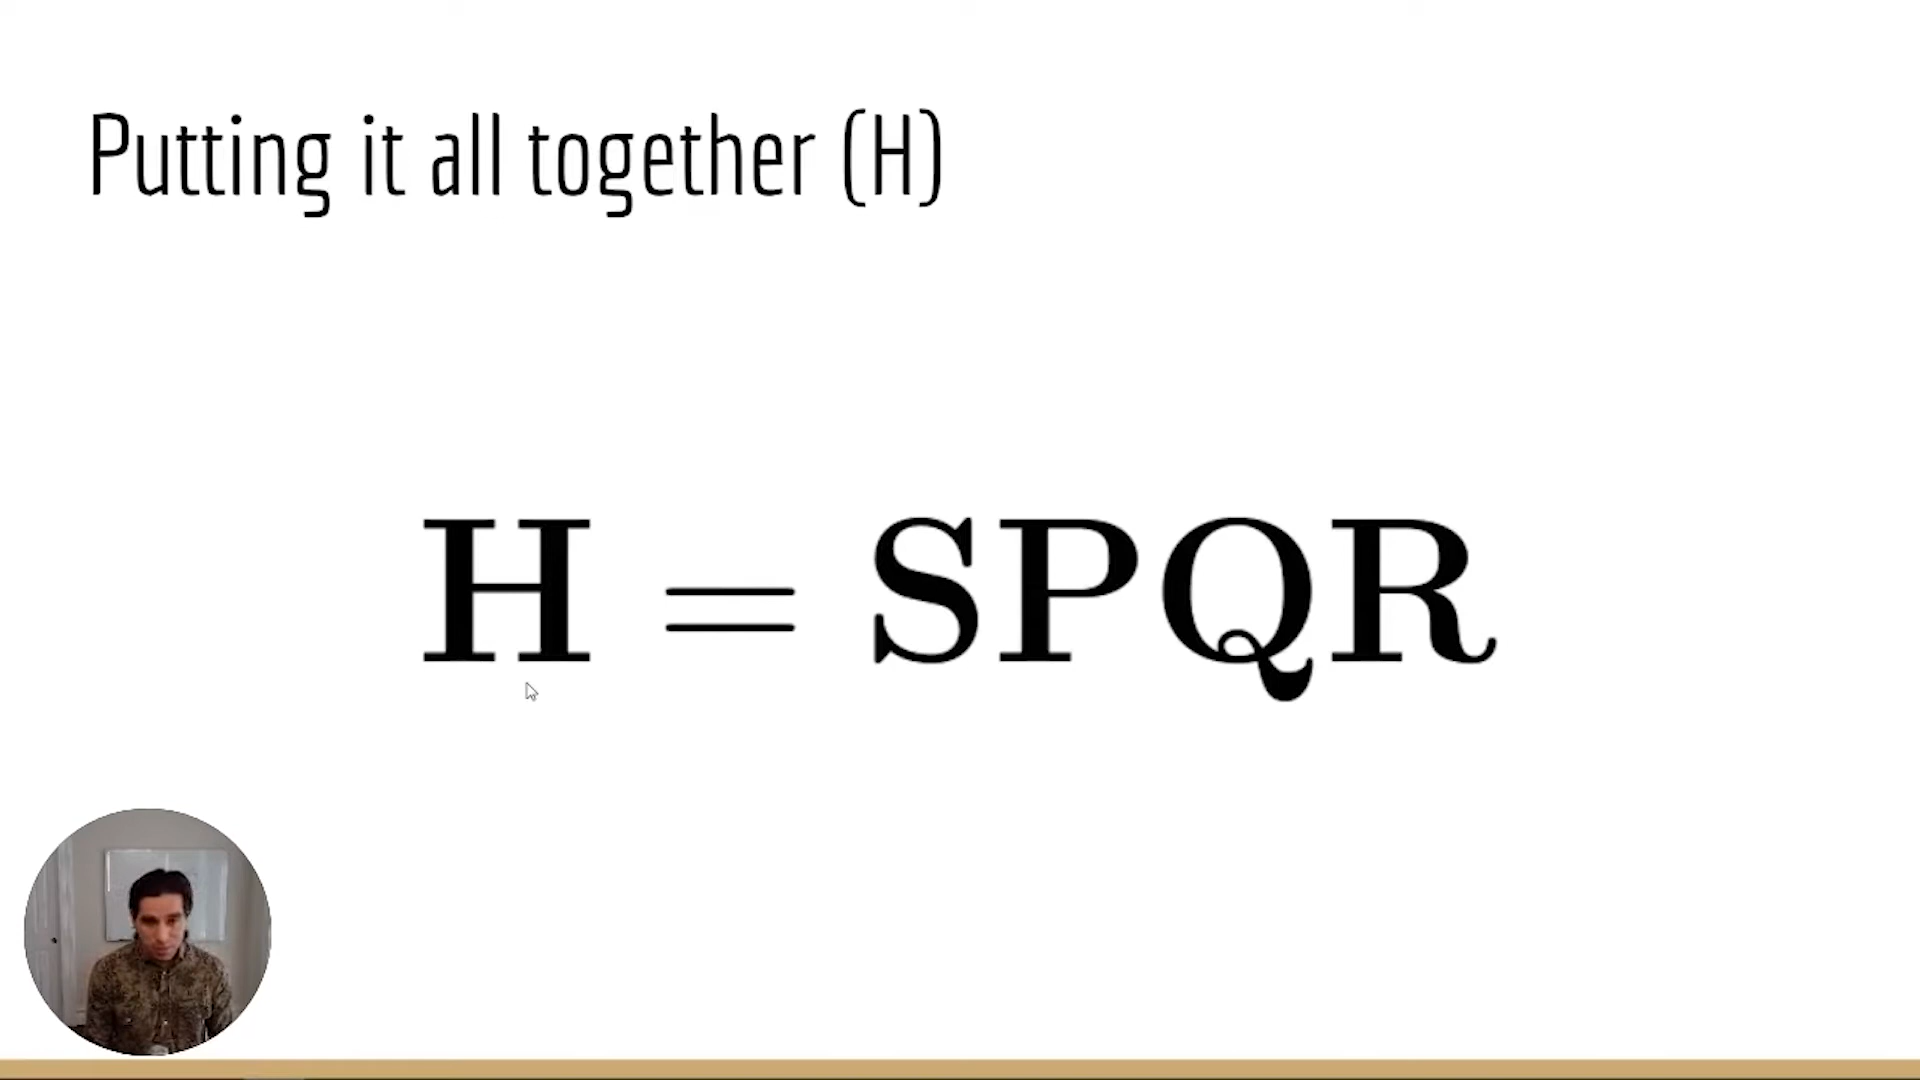 Putting it all together (H)
H = SPQR